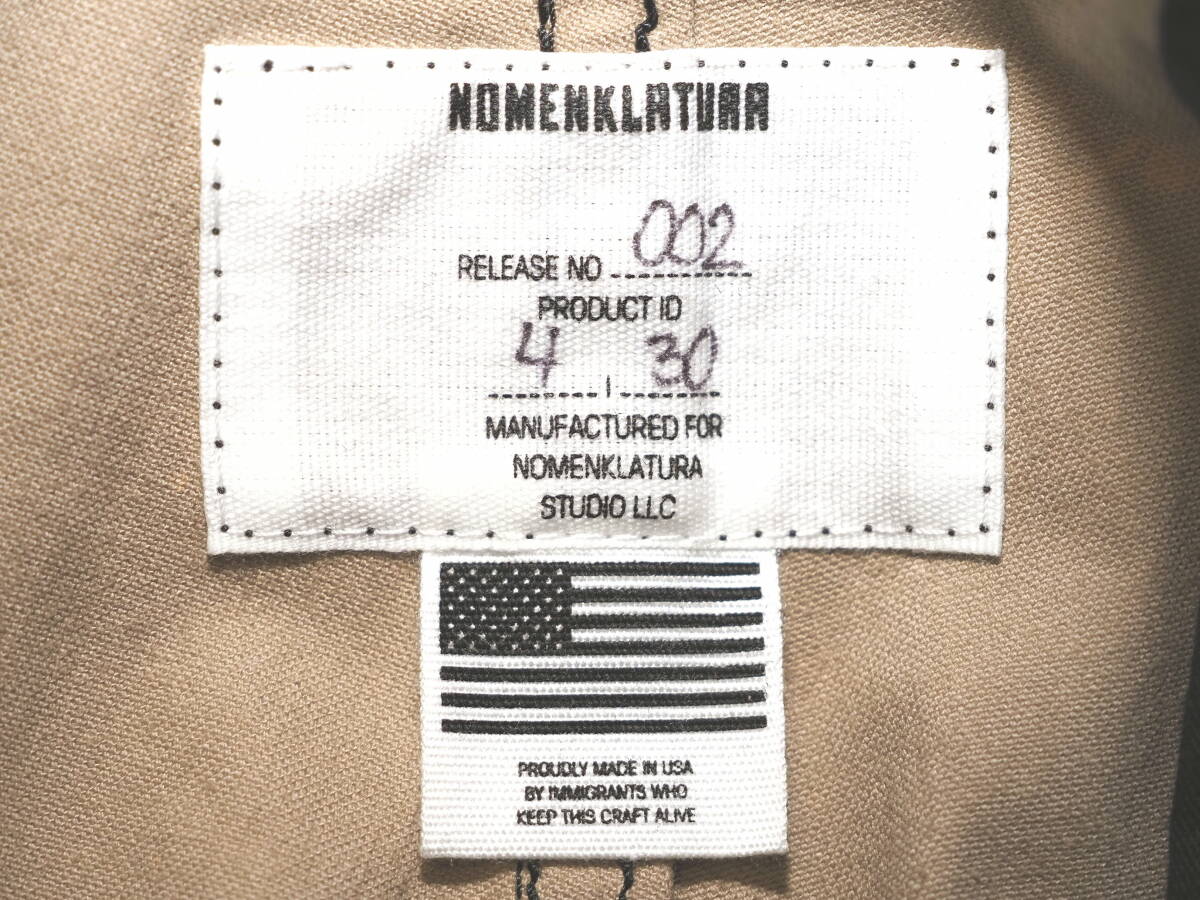 NOMENKLATURA
RELEASE NO 002
PRODUCT ID
4 | 30
MANUFACTURED FOR
NOMENKLATURA
STUDIO LLC
PROUDLY MADE IN USA
BY IMMIGRANTS WHO
KEEP THIS CRAFT ALIVE